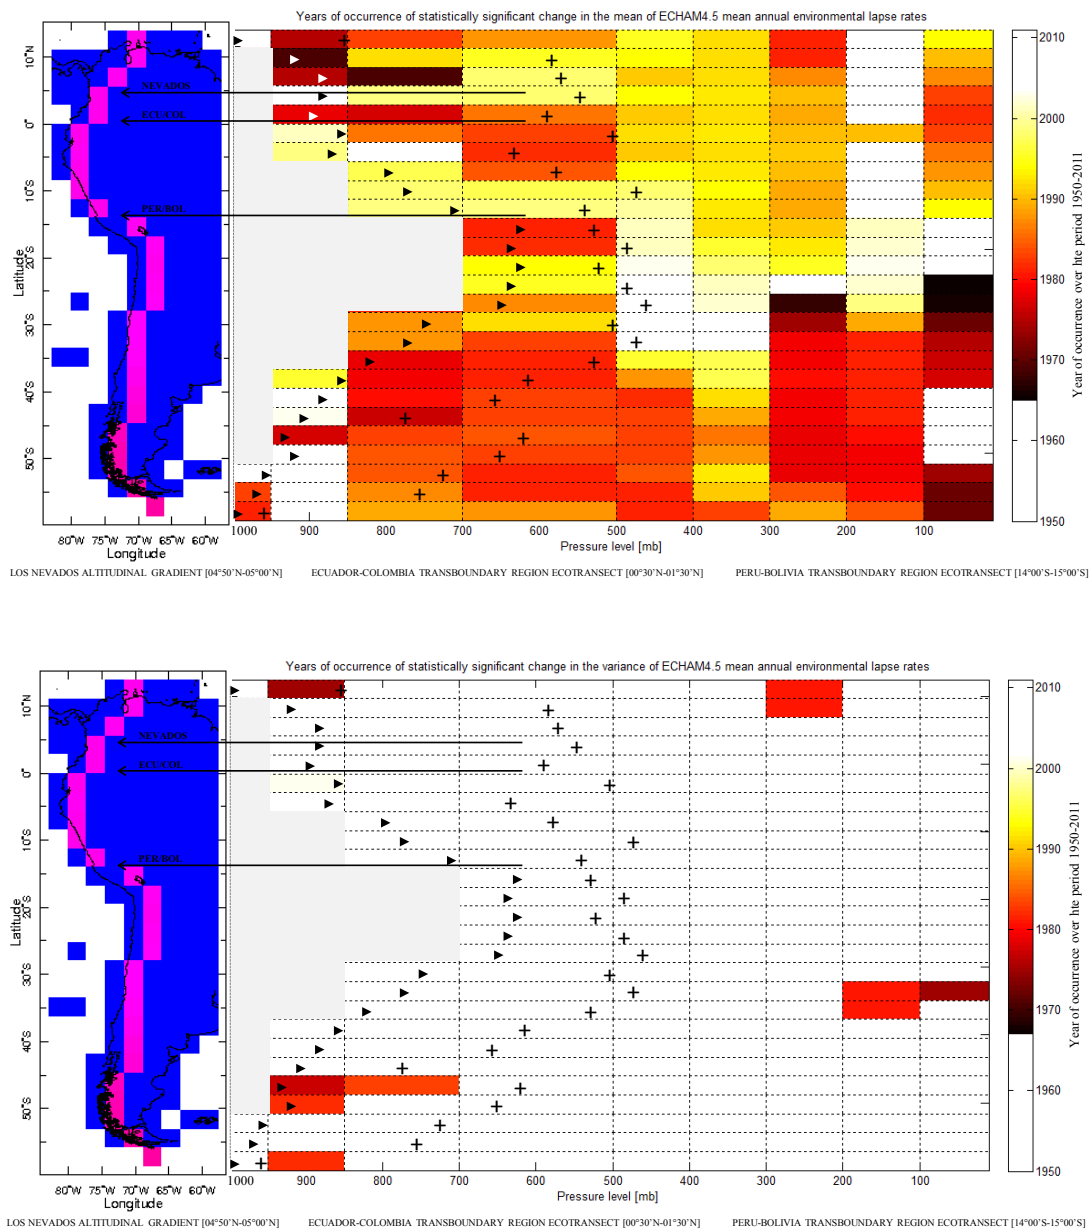 Years of occurrence of statistically significant change in the mean of ECHAM4.5 mean annual environmental lapse rates
10°N
0°
10°S
20°S
30°S
40°S
50°S
Latitude
NEVADOS
ECU/COL
PER/BOL
80°W 75°W 70°W 65°W 60°W
Longitude
1000 900 800 700 600 500 400 300 200 100
Pressure level [mb]
2010
2000
1990
1980
1970
1960
1950
Year of occurrence over hte period 1950-2011
LOS NEVADOS ALTITUDINAL GRADIENT [04°50'N-05°00'N] ECUADOR-COLOMBIA TRANSBOUNDARY REGION ECOTRANSECT [00°30'N-01°30'N] PERU-BOLIVIA TRANSBOUNDARY REGION ECOTRANSECT [14°00'S-15°00'S]
Years of occurrence of statistically significant change in the variance of ECHAM4.5 mean annual environmental lapse rates
10°N
0°
10°S
20°S
30°S
40°S
50°S
Latitude
NEVADOS
ECU/COL
PER/BOL
80°W 75°W 70°W 65°W 60°W
Longitude
1000 900 800 700 600 500 400 300 200 100
Pressure level [mb]
2010
2000
1990
1980
1970
1960
1950
Year of occurrence over hte period 1950-2011
LOS NEVADOS ALTITUDINAL GRADIENT [04°50'N-05°00'N] ECUADOR-COLOMBIA TRANSBOUNDARY REGION ECOTRANSECT [00°30'N-01°30'N] PERU-BOLIVIA TRANSBOUNDARY REGION ECOTRANSECT [14°00'S-15°00'S]